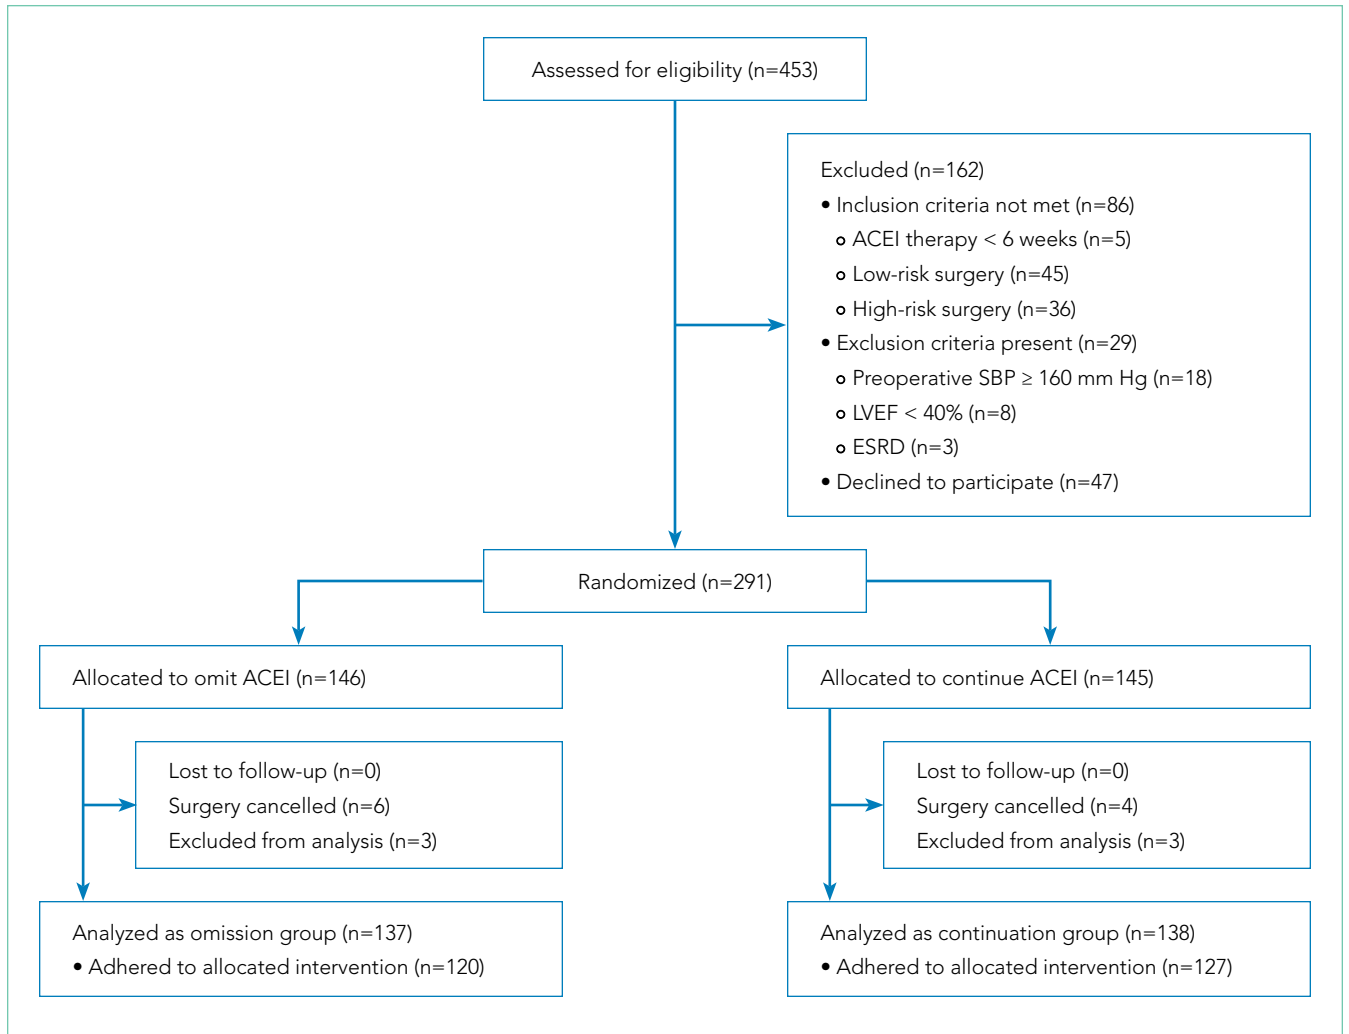 Assessed for eligibility (n=453)
Excluded (n=162)
• Inclusion criteria not met (n=86)
○ ACEI therapy < 6 weeks (n=5)
○ Low-risk surgery (n=45)
○ High-risk surgery (n=36)
• Exclusion criteria present (n=29)
○ Preoperative SBP ≥ 160 mm Hg (n=18)
○ LVEF < 40% (n=8)
○ ESRD (n=3)
• Declined to participate (n=47)
Randomized (n=291)
Allocated to omit ACEI (n=146)
Lost to follow-up (n=0)
Surgery cancelled (n=6)
Excluded from analysis (n=3)
Analyzed as omission group (n=137)
• Adhered to allocated intervention (n=120)
Allocated to continue ACEI (n=145)
Lost to follow-up (n=0)
Surgery cancelled (n=4)
Excluded from analysis (n=3)
Analyzed as continuation group (n=138)
• Adhered to allocated intervention (n=127)